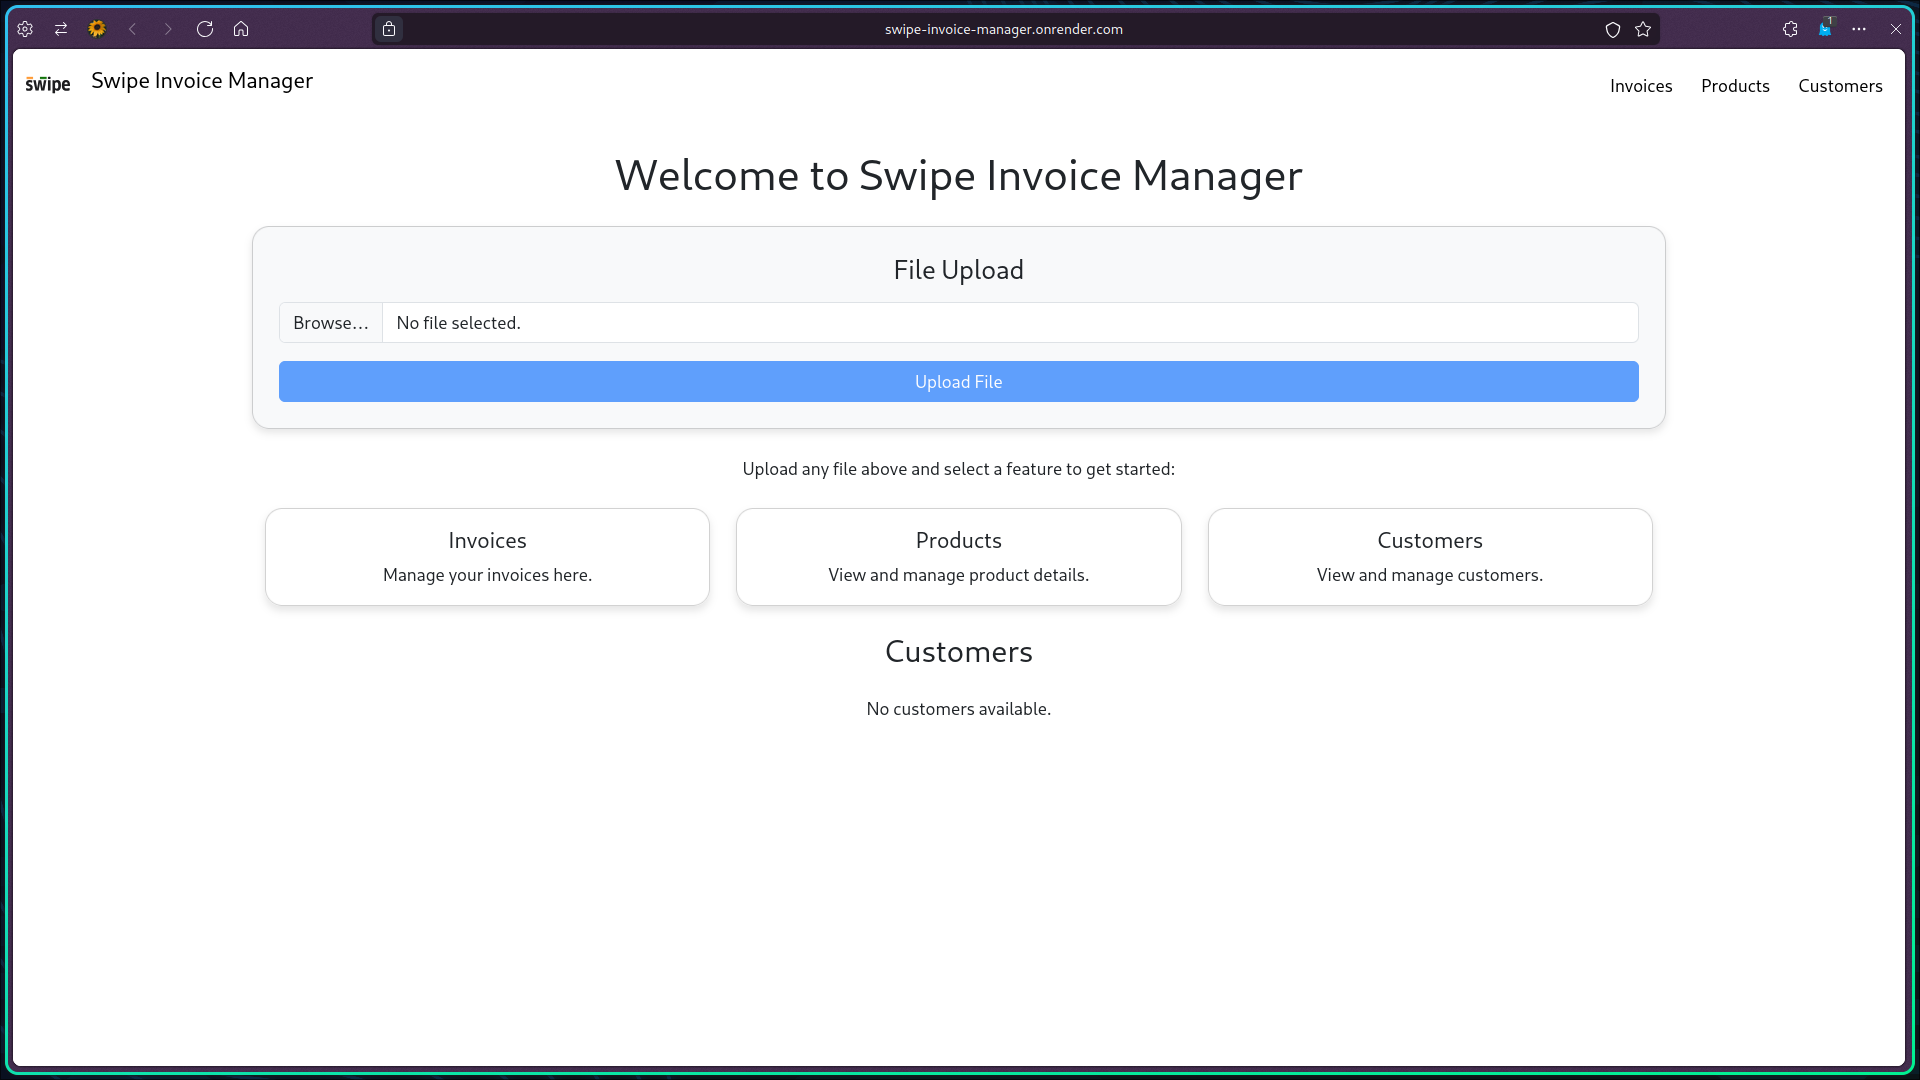 swipe-invoice-manager.onrender.com
1
swipe Swipe Invoice Manager Invoices Products Customers
Welcome to Swipe Invoice Manager
File Upload
Browse... No file selected.
Upload File
Upload any file above and select a feature to get started:
Invoices
Manage your invoices here.
Products
View and manage product details.
Customers
View and manage customers.
Customers
No customers available.